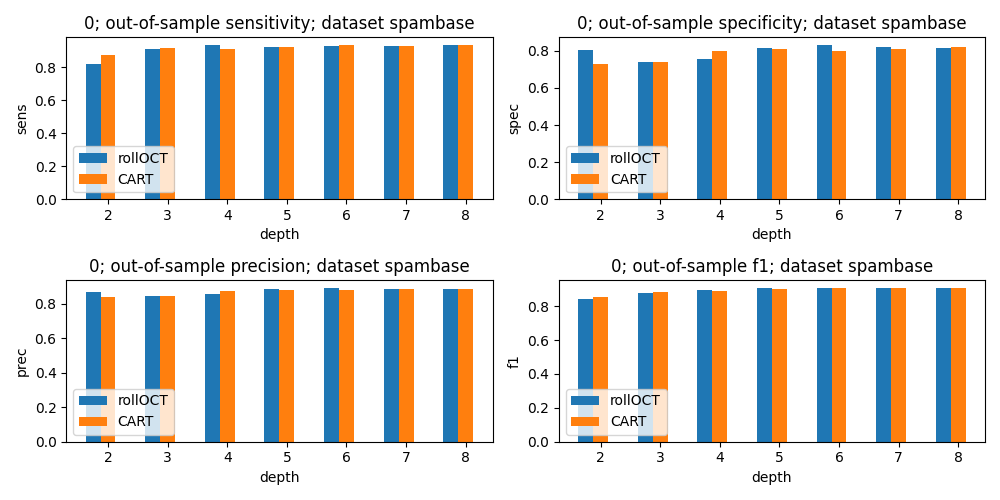 0; out-of-sample sensitivity; dataset spambase
sens
0.8
0.6
0.4
0.2
0.0
rollOCT
CART
2 3 4 5 6 7 8
depth
0; out-of-sample specificity; dataset spambase
spec
0.8
0.6
0.4
0.2
0.0
rollOCT
CART
2 3 4 5 6 7 8
depth
0; out-of-sample precision; dataset spambase
prec
0.8
0.6
0.4
0.2
0.0
rollOCT
CART
2 3 4 5 6 7 8
depth
0; out-of-sample f1; dataset spambase
f1
0.8
0.6
0.4
0.2
0.0
rollOCT
CART
2 3 4 5 6 7 8
depth